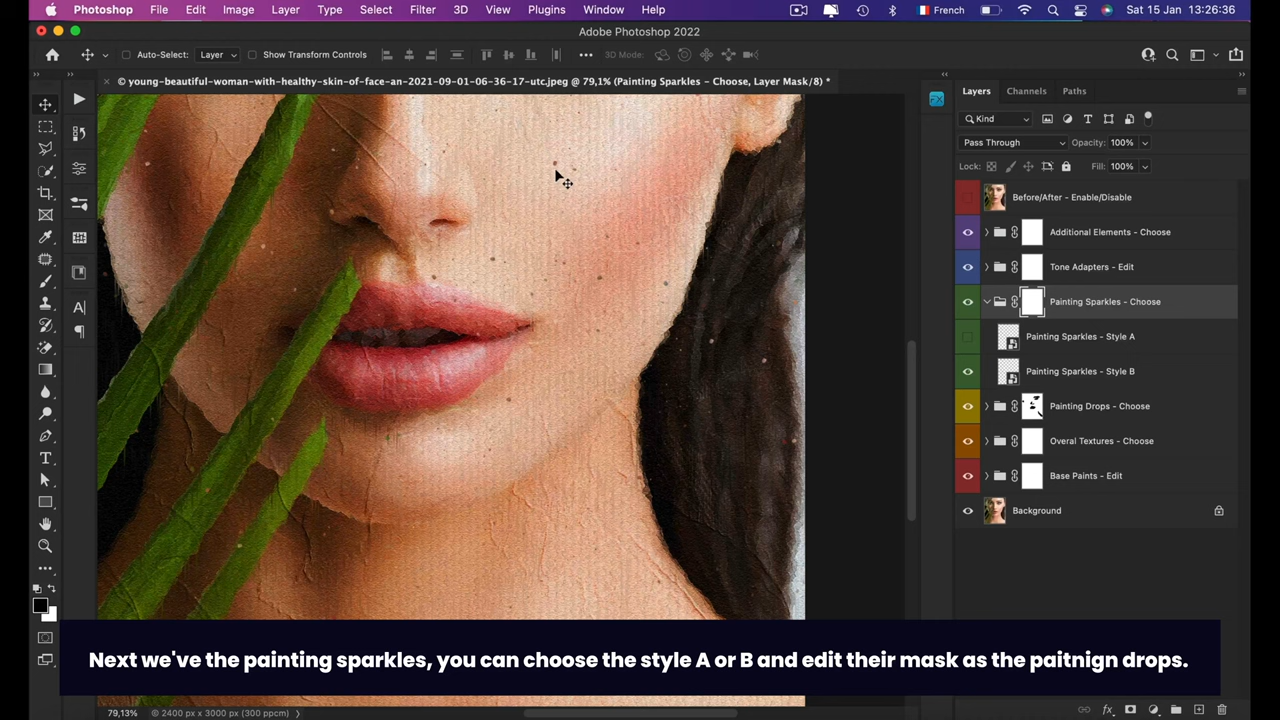 Photoshop File Edit Image Layer Type Select Filter 3D View Plugins Window Help French Sat 15 Jan 13:26:36
Adobe Photoshop 2022
Auto-Select: Layer Show Transform Controls 3D Mode:
© young-beautiful-woman-with-healthy-skin-of-face-an-2021-09-01-06-36-17-utc.jpeg @ 79,1% (Painting Sparkles - Choose, Layer Mask/8) *
Layers Channels Paths
Kind
Pass Through Opacity: 100%
Lock: Fill: 100%
Before/After - Enable/Disable
Additional Elements - Choose
Tone Adapters - Edit
Painting Sparkles - Choose
Painting Sparkles - Style A
Painting Sparkles - Style B
Painting Drops - Choose
Overal Textures - Choose
Base Paints - Edit
Background
Next we've the painting sparkles, you can choose the style A or B and edit their mask as the paitnign drops.
79,13% © 2400 px x 3000 px (300 ppcm)